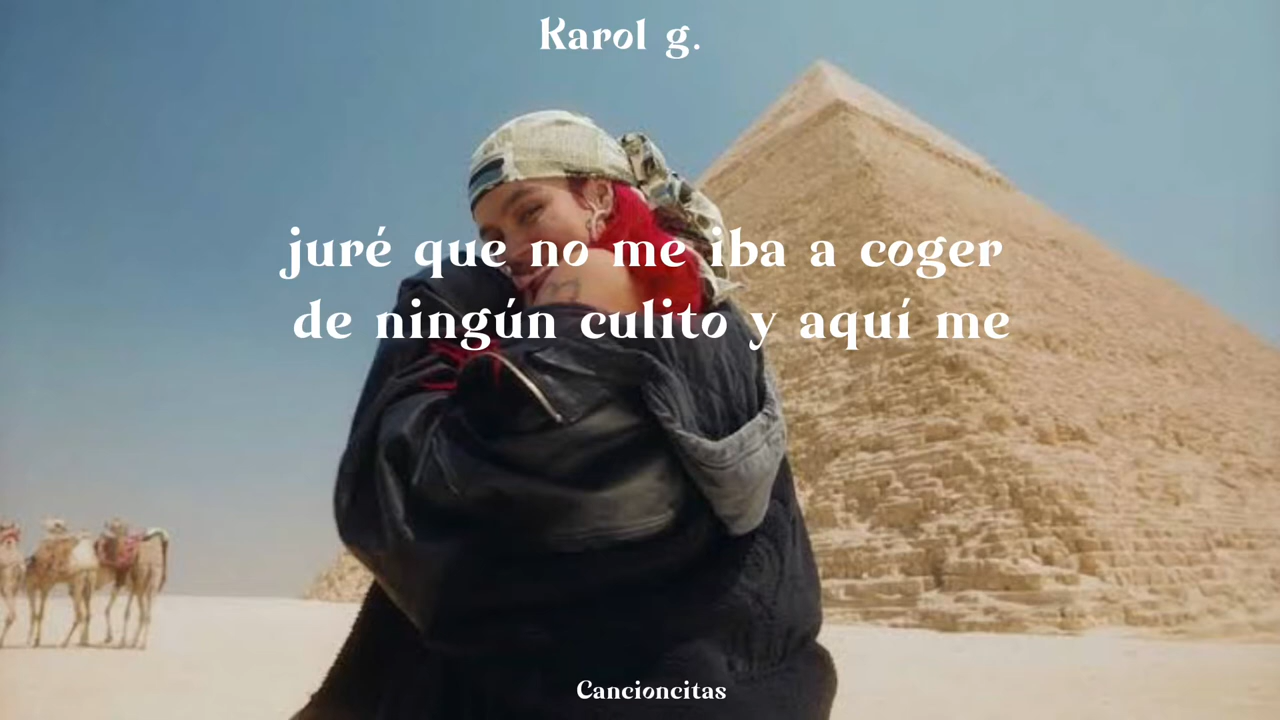 Karol g.
juré que no me iba a coger
de ningún culito y aquí me
Cancioncitas